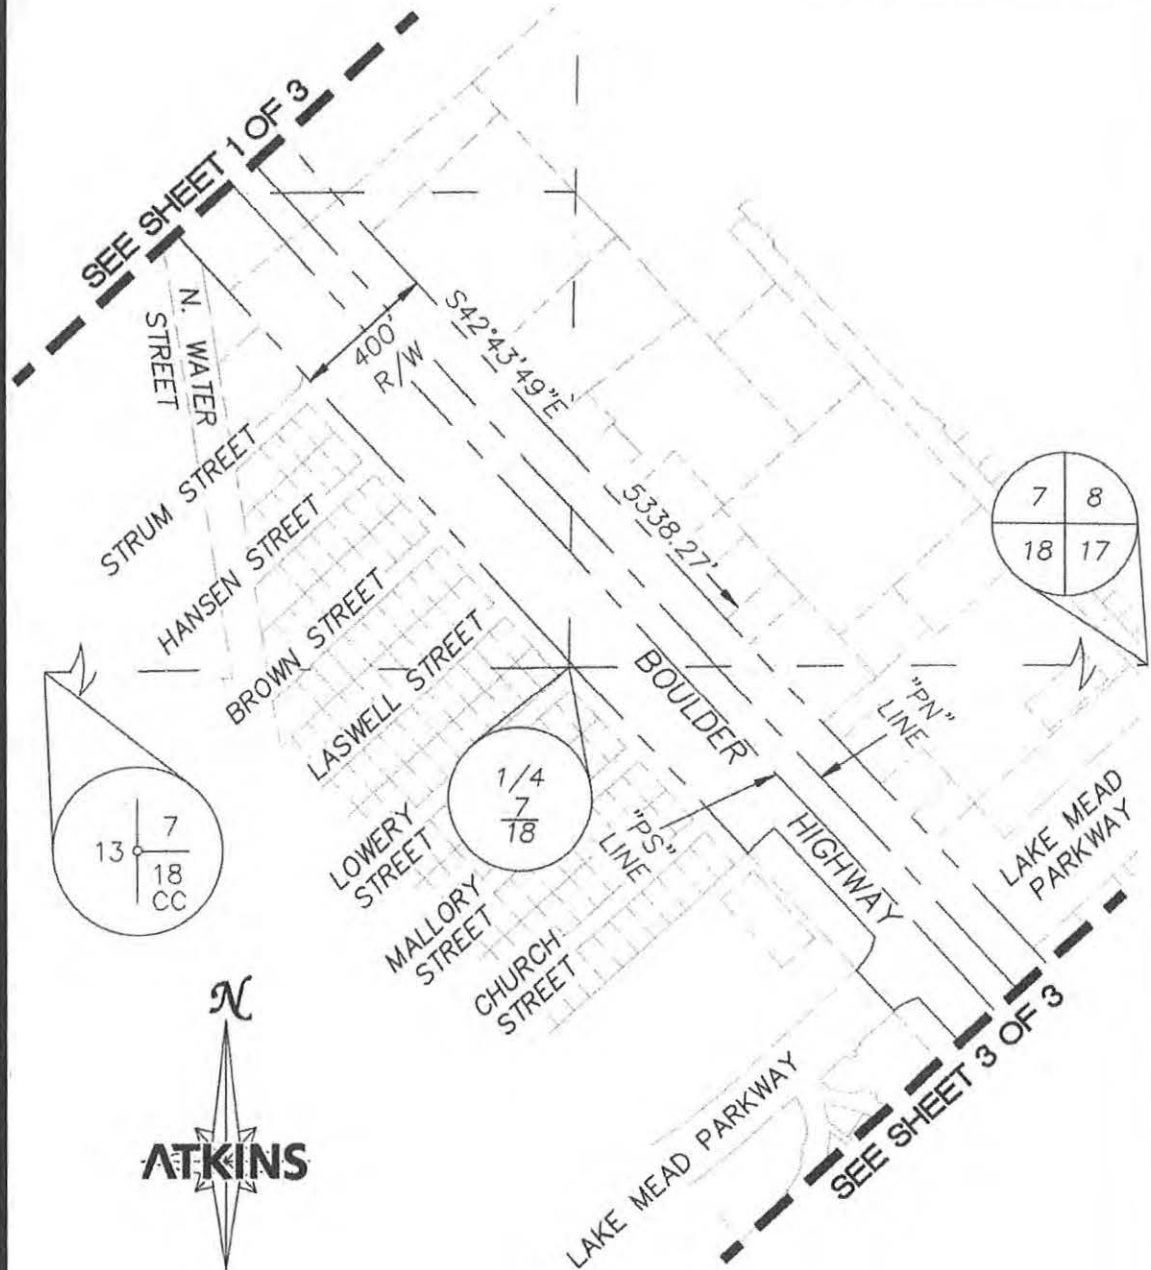 SEE SHEET 1 OF 3
N. WATER
STREET
400'
R/W
S42°43'49"E
5338.27'
STRUM STREET
HANSEN STREET
BROWN STREET
LASWELL STREET
LOWERY
STREET
MALLORY
STREET
CHURCH
STREET
7 8
18 17
BOULDER
HIGHWAY
"PN"
LINE
"PS"
LINE
1/4
7
18
13 7
18
CC
LAKE MEAD
PARKWAY
LAKE MEAD PARKWAY
SEE SHEET 3 OF 3
N
ATKINS